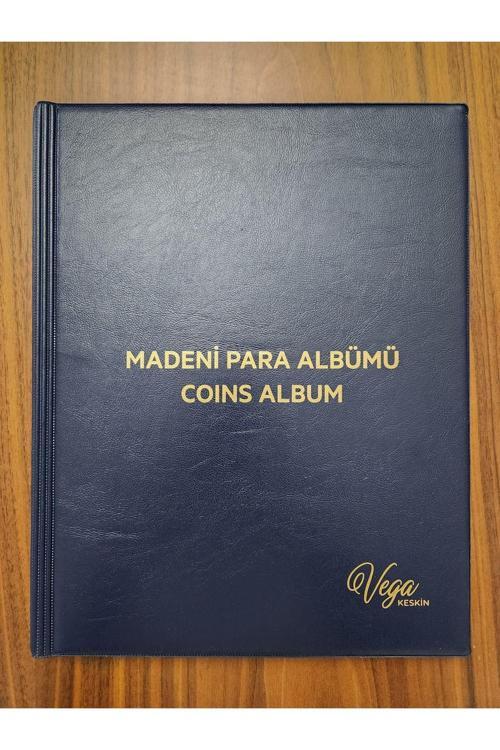 MADENİ PARA ALBÜMÜ
COINS ALBUM
Vega
KESKİN